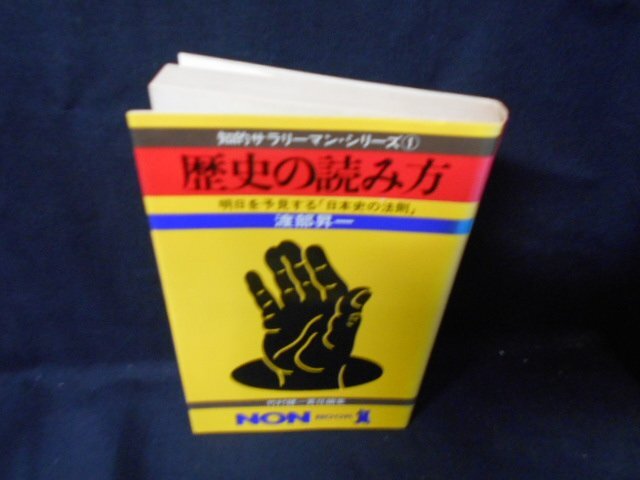 知的サラリーマン・シリーズ①
歴史の読み方
明日を予見する「日本史の法則」
渡部昇一
NON BOOK